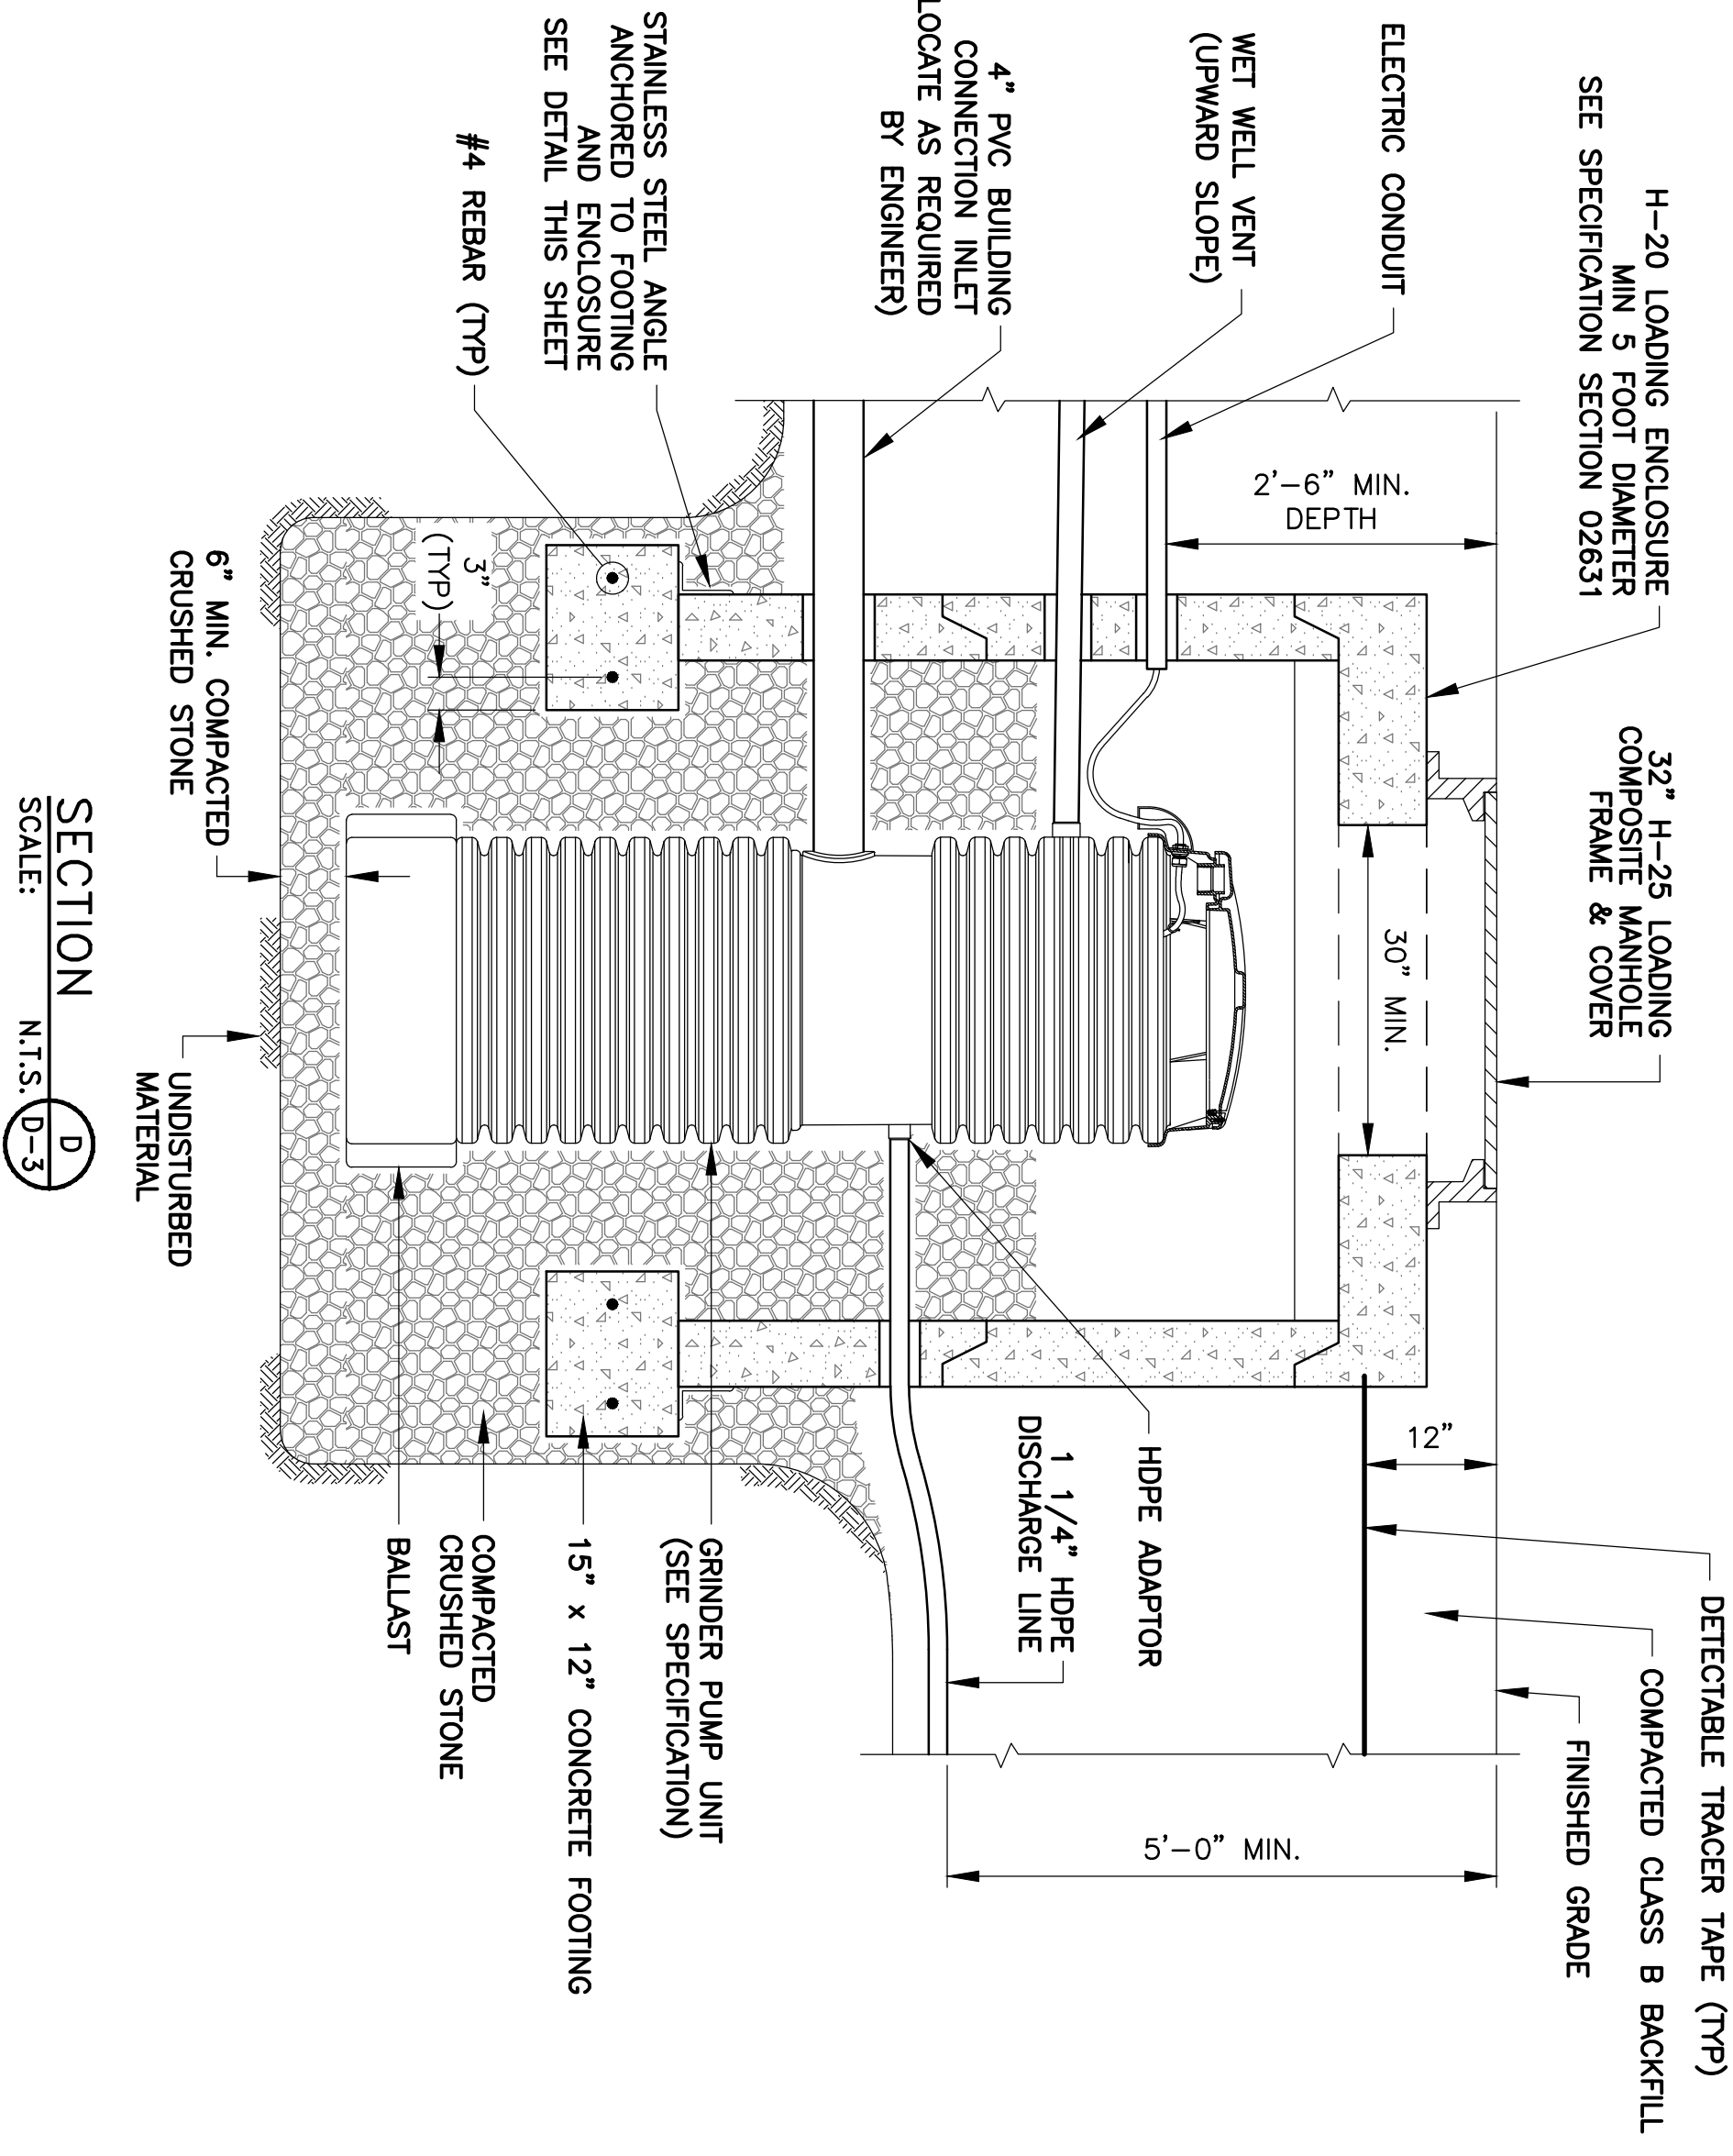 H-20 LOADING ENCLOSURE
MIN 5 FOOT DIAMETER
SEE SPECIFICATION SECTION 02631
32" H-25 LOADING
COMPOSITE MANHOLE
FRAME & COVER
DETECTABLE TRACER TAPE (TYP)
COMPACTED CLASS B BACKFILL
FINISHED GRADE
ELECTRIC CONDUIT
WET WELL VENT
(UPWARD SLOPE)
4" PVC BUILDING
CONNECTION INLET
LOCATE AS REQUIRED
BY ENGINEER)
STAINLESS STEEL ANGLE
ANCHORED TO FOOTING
AND ENCLOSURE
SEE DETAIL THIS SHEET
#4 REBAR (TYP)
2'-6" MIN.
DEPTH
30" MIN.
12"
5'-0" MIN.
3"
(TYP)
HDPE ADAPTOR
1 1/4" HDPE
DISCHARGE LINE
GRINDER PUMP UNIT
(SEE SPECIFICATION)
15" x 12" CONCRETE FOOTING
COMPACTED
CRUSHED STONE
BALLAST
6" MIN. COMPACTED
CRUSHED STONE
UNDISTURBED
MATERIAL
SECTION
SCALE: N.T.S.
D
D-3